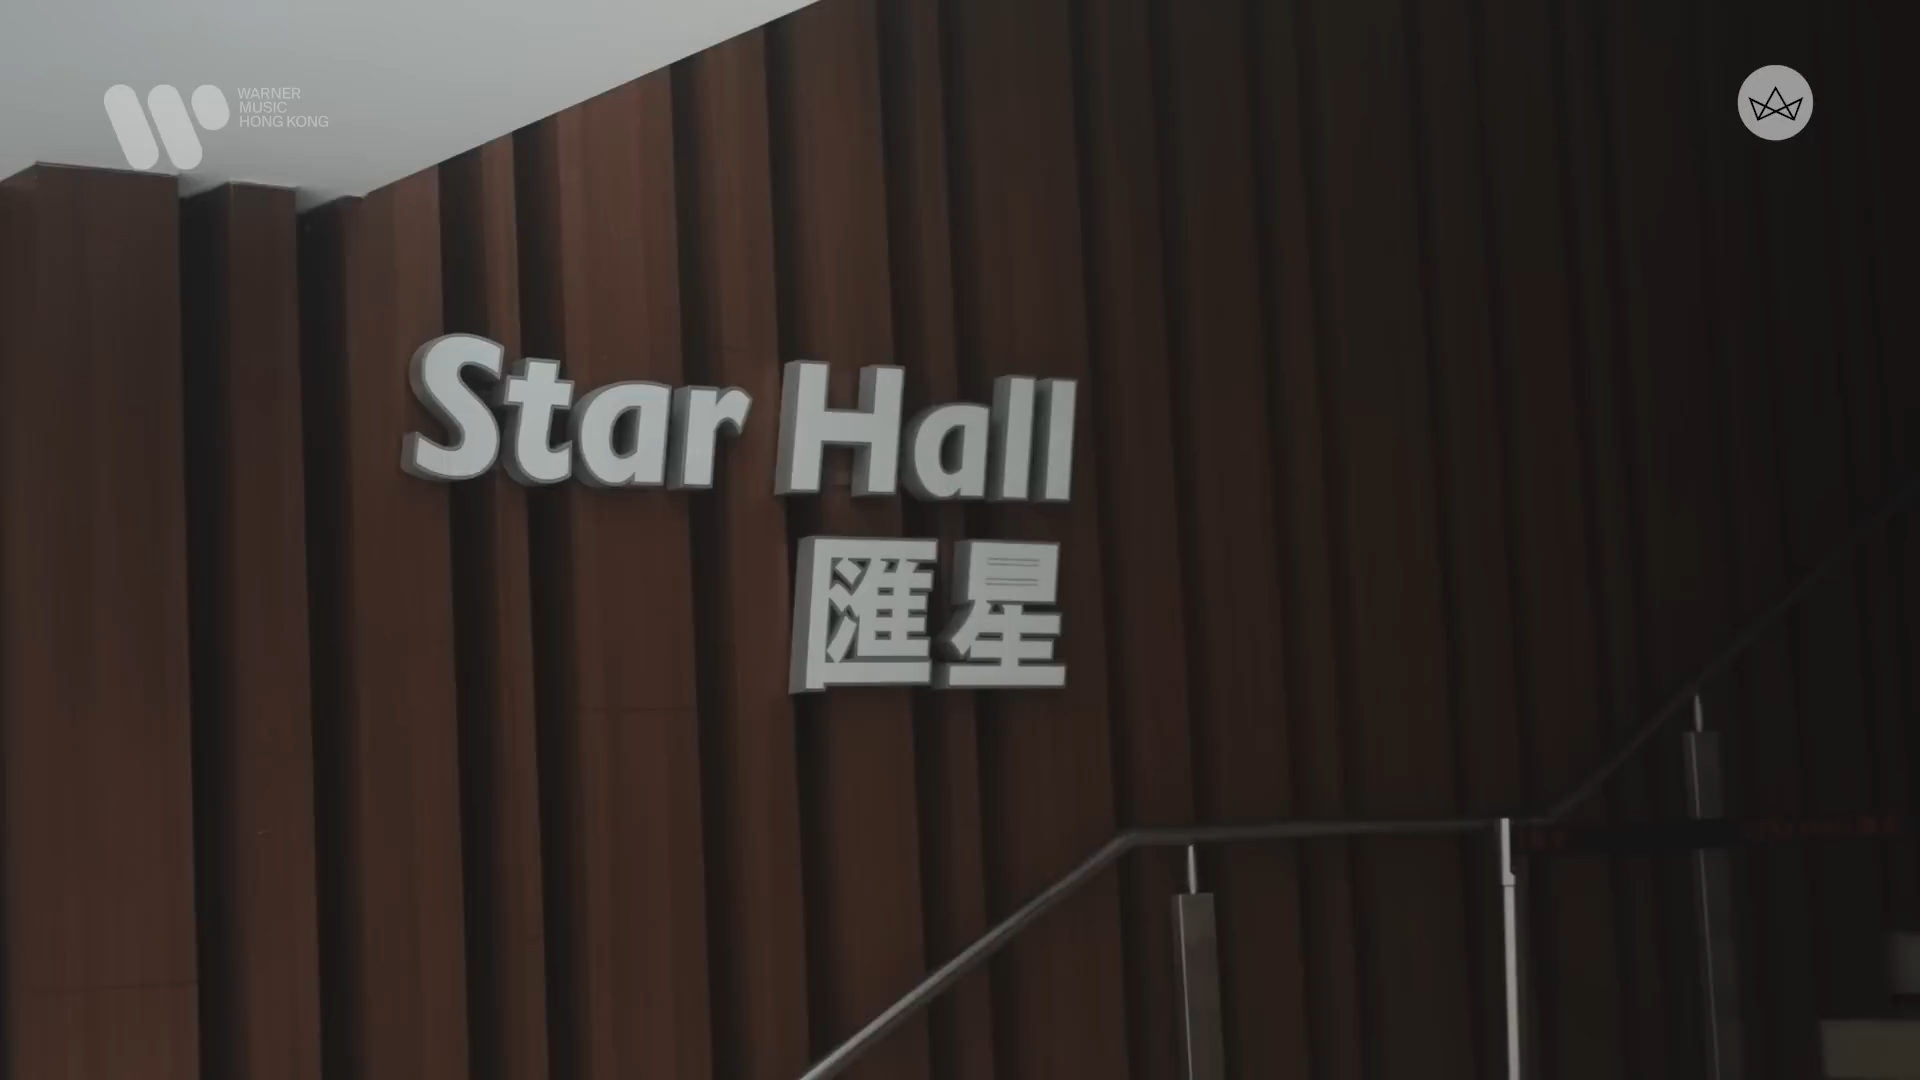 WARNER
MUSIC
HONG KONG
Star Hall
匯星